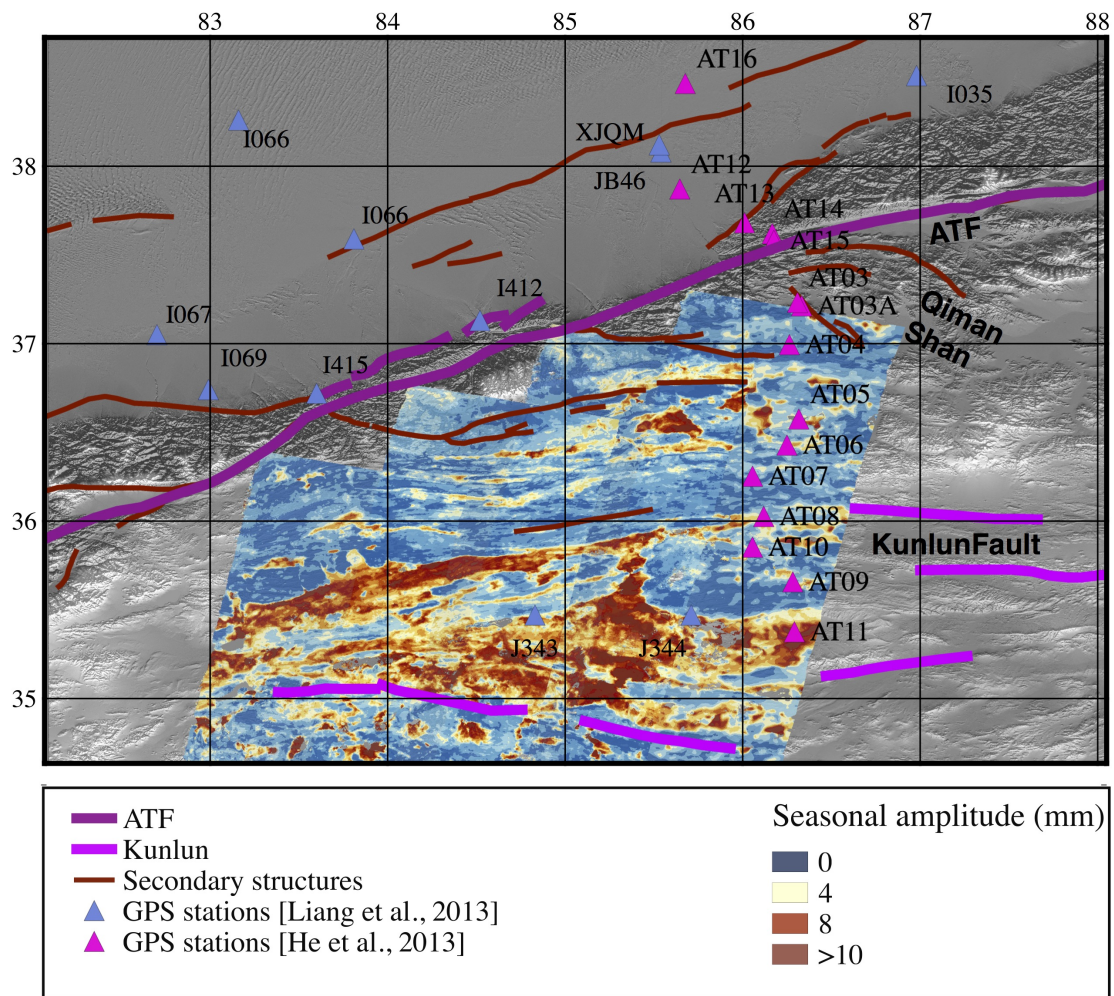 83 84 85 86 87 88
AT16
I035
I066
XJQM
38
AT12
JB46
AT13
I066
AT14
ATF
AT15
AT03
I412
AT03A
Qiman
Shan
I067
37
AT04
I069
I415
AT05
AT06
AT07
36
AT08
KunlunFault
AT10
AT09
AT11
J343
J344
35
ATF
Kunlun
Secondary structures
GPS stations [Liang et al., 2013]
GPS stations [He et al., 2013]
Seasonal amplitude (mm)
0
4
8
>10